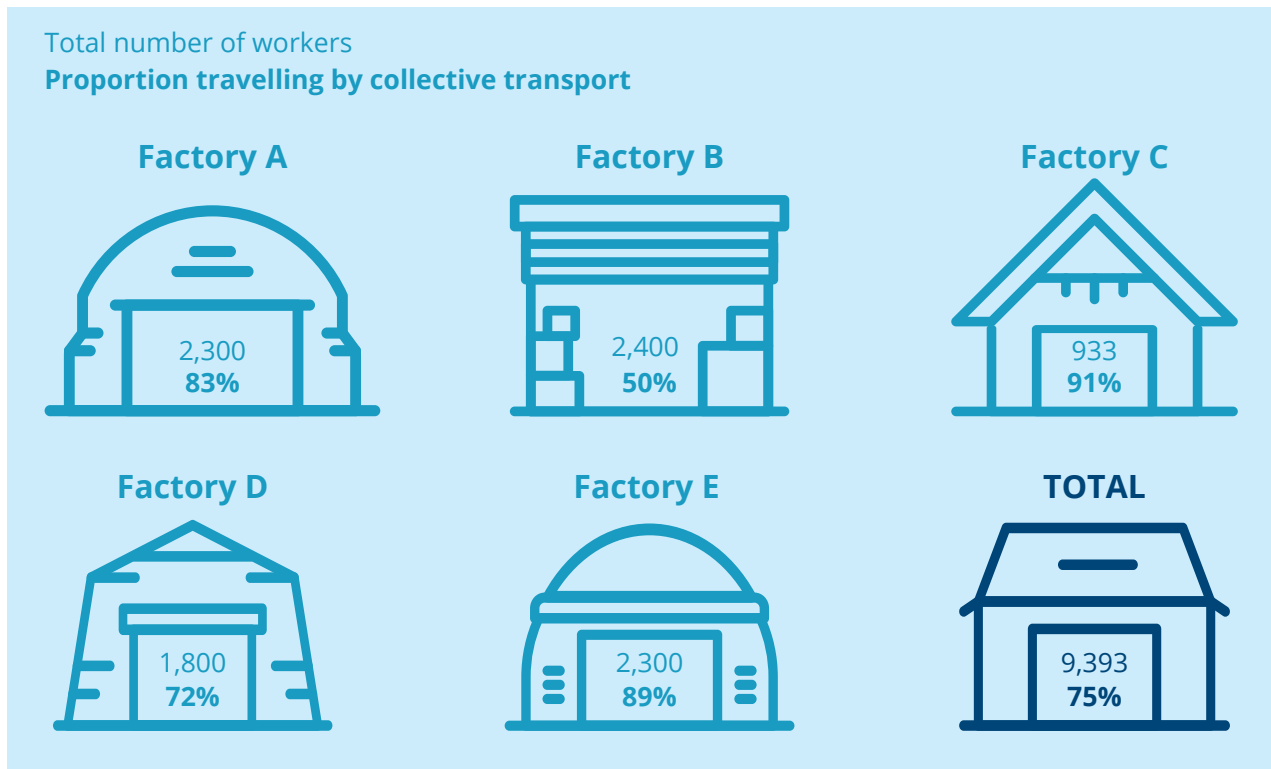 Total number of workers
Proportion travelling by collective transport
Factory A
2,300
83%
Factory B
2,400
50%
Factory C
933
91%
Factory D
1,800
72%
Factory E
2,300
89%
TOTAL
9,393
75%